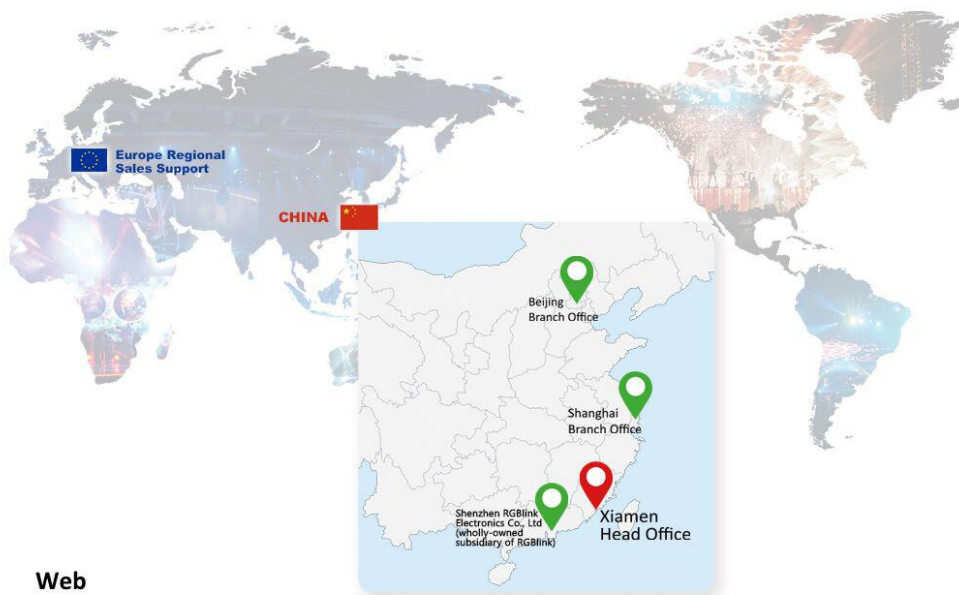 Europe Regional
Sales Support
CHINA
Beijing
Branch Office
Shanghai
Branch Office
Shenzhen RGBlink
Electronics Co., Ltd
(wholly-owned
subsidiary of RGBlink)
Xiamen
Head Office
Web